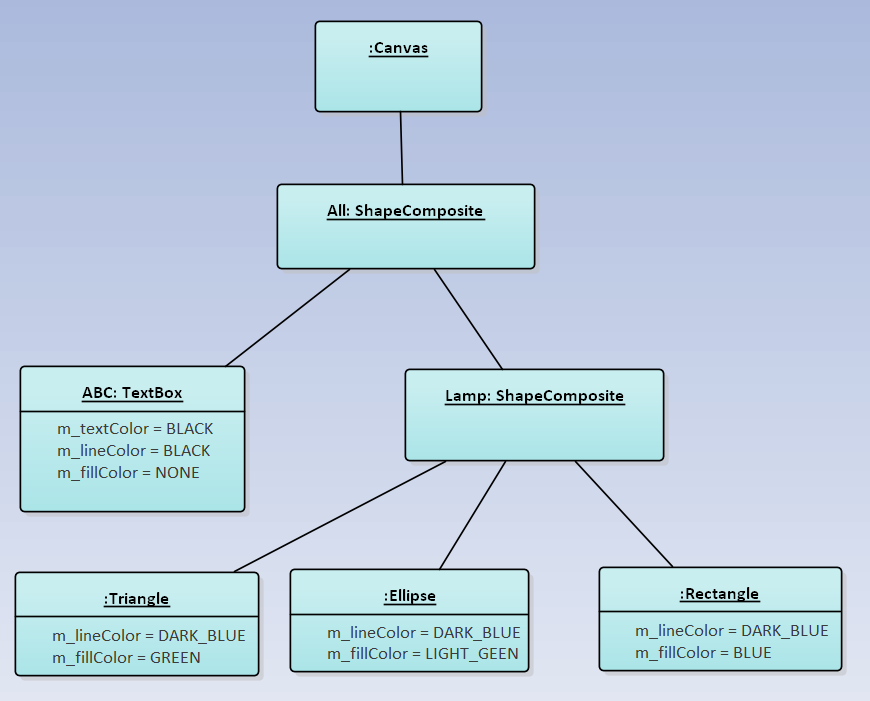 :Canvas
All: ShapeComposite
ABC: TextBox
m_textColor = BLACK
m_lineColor = BLACK
m_fillColor = NONE
Lamp: ShapeComposite
:Triangle
m_lineColor = DARK_BLUE
m_fillColor = GREEN
:Ellipse
m_lineColor = DARK_BLUE
m_fillColor = LIGHT_GEEN
:Rectangle
m_lineColor = DARK_BLUE
m_fillColor = BLUE